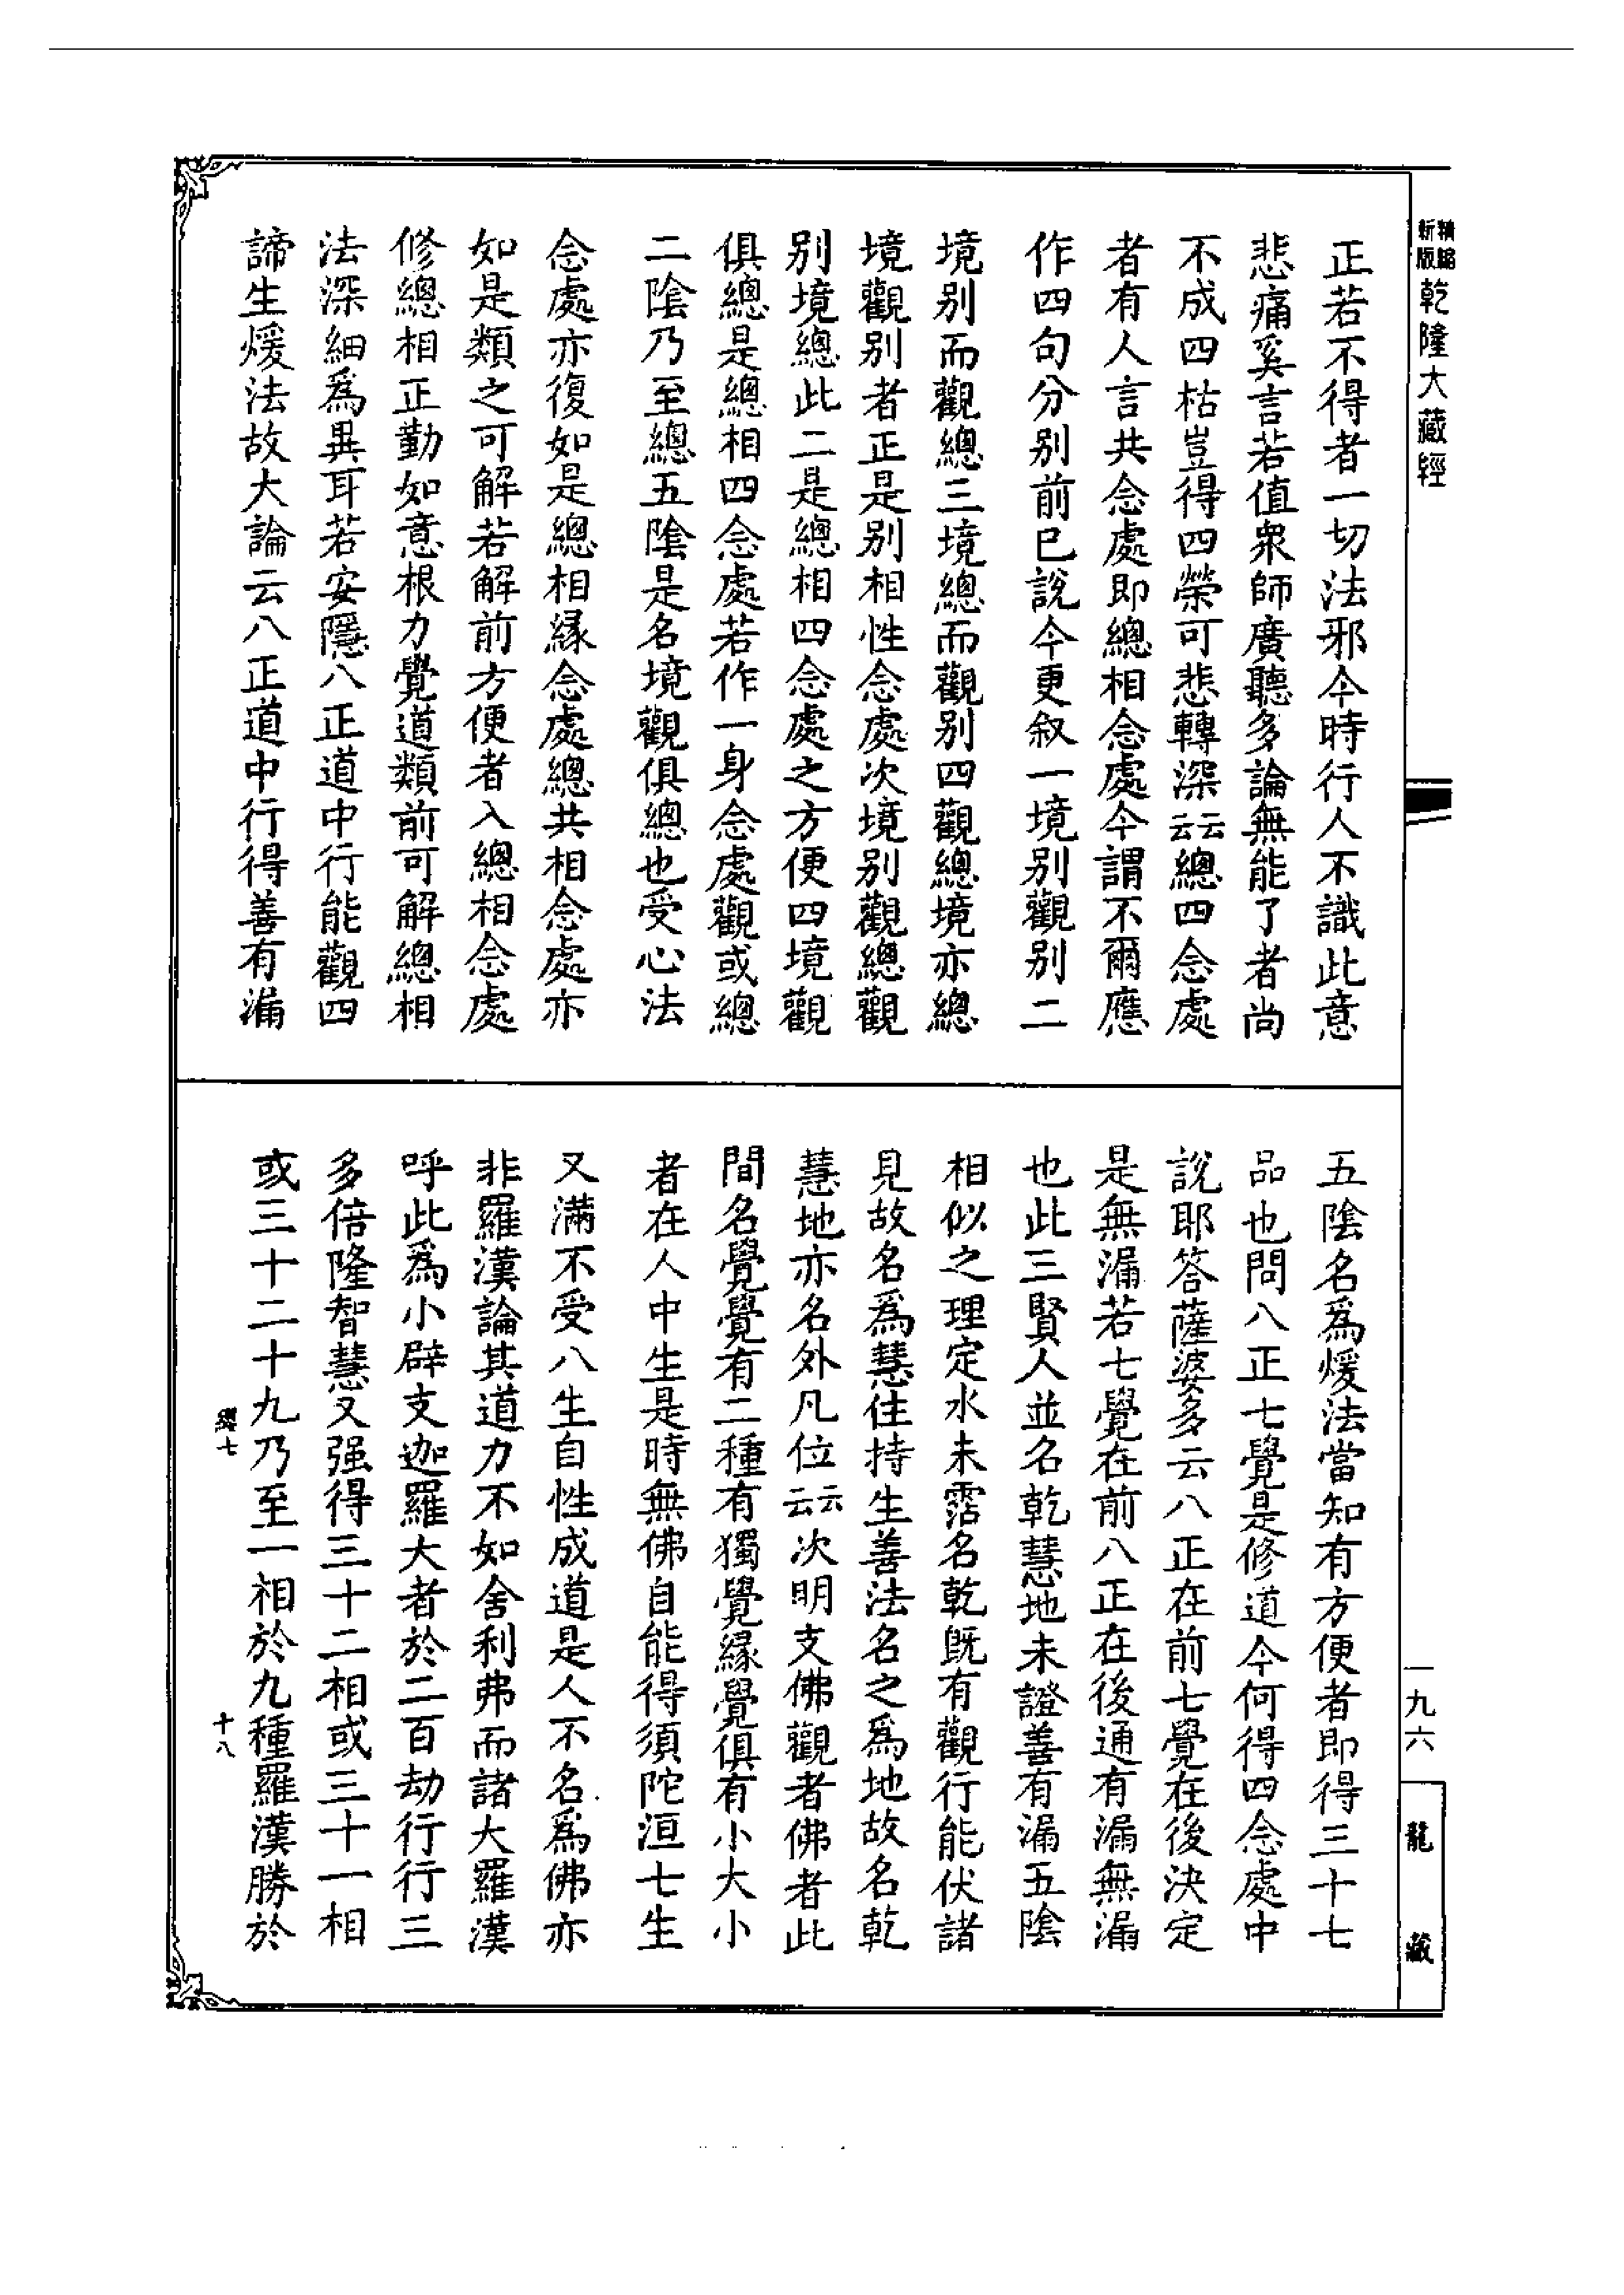 新版精縮乾隆大藏經
正若不得者一切法邪今時行人不識此意
悲痛奚言若值衆師廣聽多論無能了者尚
不成四枯豈得四榮可悲轉深云云總四念處
者有人言共念處即總相念處今謂不爾應
作四句分别前已說今更叙一境别觀别二
境别而觀總三境總而觀别四觀總境亦總
境觀别者正是别相性念處次境别觀總觀
别境總此二是總相四念處之方便四境觀
俱總是總相四念處若作一身念處觀或總
二陰乃至總五陰是名境觀俱總也受心法
念處亦復如是總相緣念處總共相念處亦
如是類之可解若解前方便者入總相念處
修總相正勤如意根力覺道類前可解總相
法深細爲異耳若安隱八正道中行能觀四
諦生煖法故大論云八正道中行得善有漏
五陰名爲煖法當知有方便者即得三十七
品也問八正七覺是修道今何得四念處中
說耶答薩婆多云八正在前七覺在後決定
是無漏若七覺在前八正在後通有漏無漏
也此三賢人並名乾慧地未證善有漏五陰
相似之理定水未霑名乾既有觀行能伏諸
見故名爲慧住持生善法名之爲地故名乾
慧地亦名外凡位云云次明支佛觀者佛者此
間名覺覺有二種有獨覺緣覺俱有小大小
者在人中生是時無佛自能得須陀洹七生
又滿不受八生自性成道是人不名爲佛亦
非羅漢論其道力不如舍利弗而諸大羅漢
呼此爲小辟支迦羅大者於二百劫行行三
多倍隆智慧又强得三十二相或三十一相
或三十二十九乃至一相於九種羅漢勝於
十八
一九六
龍藏